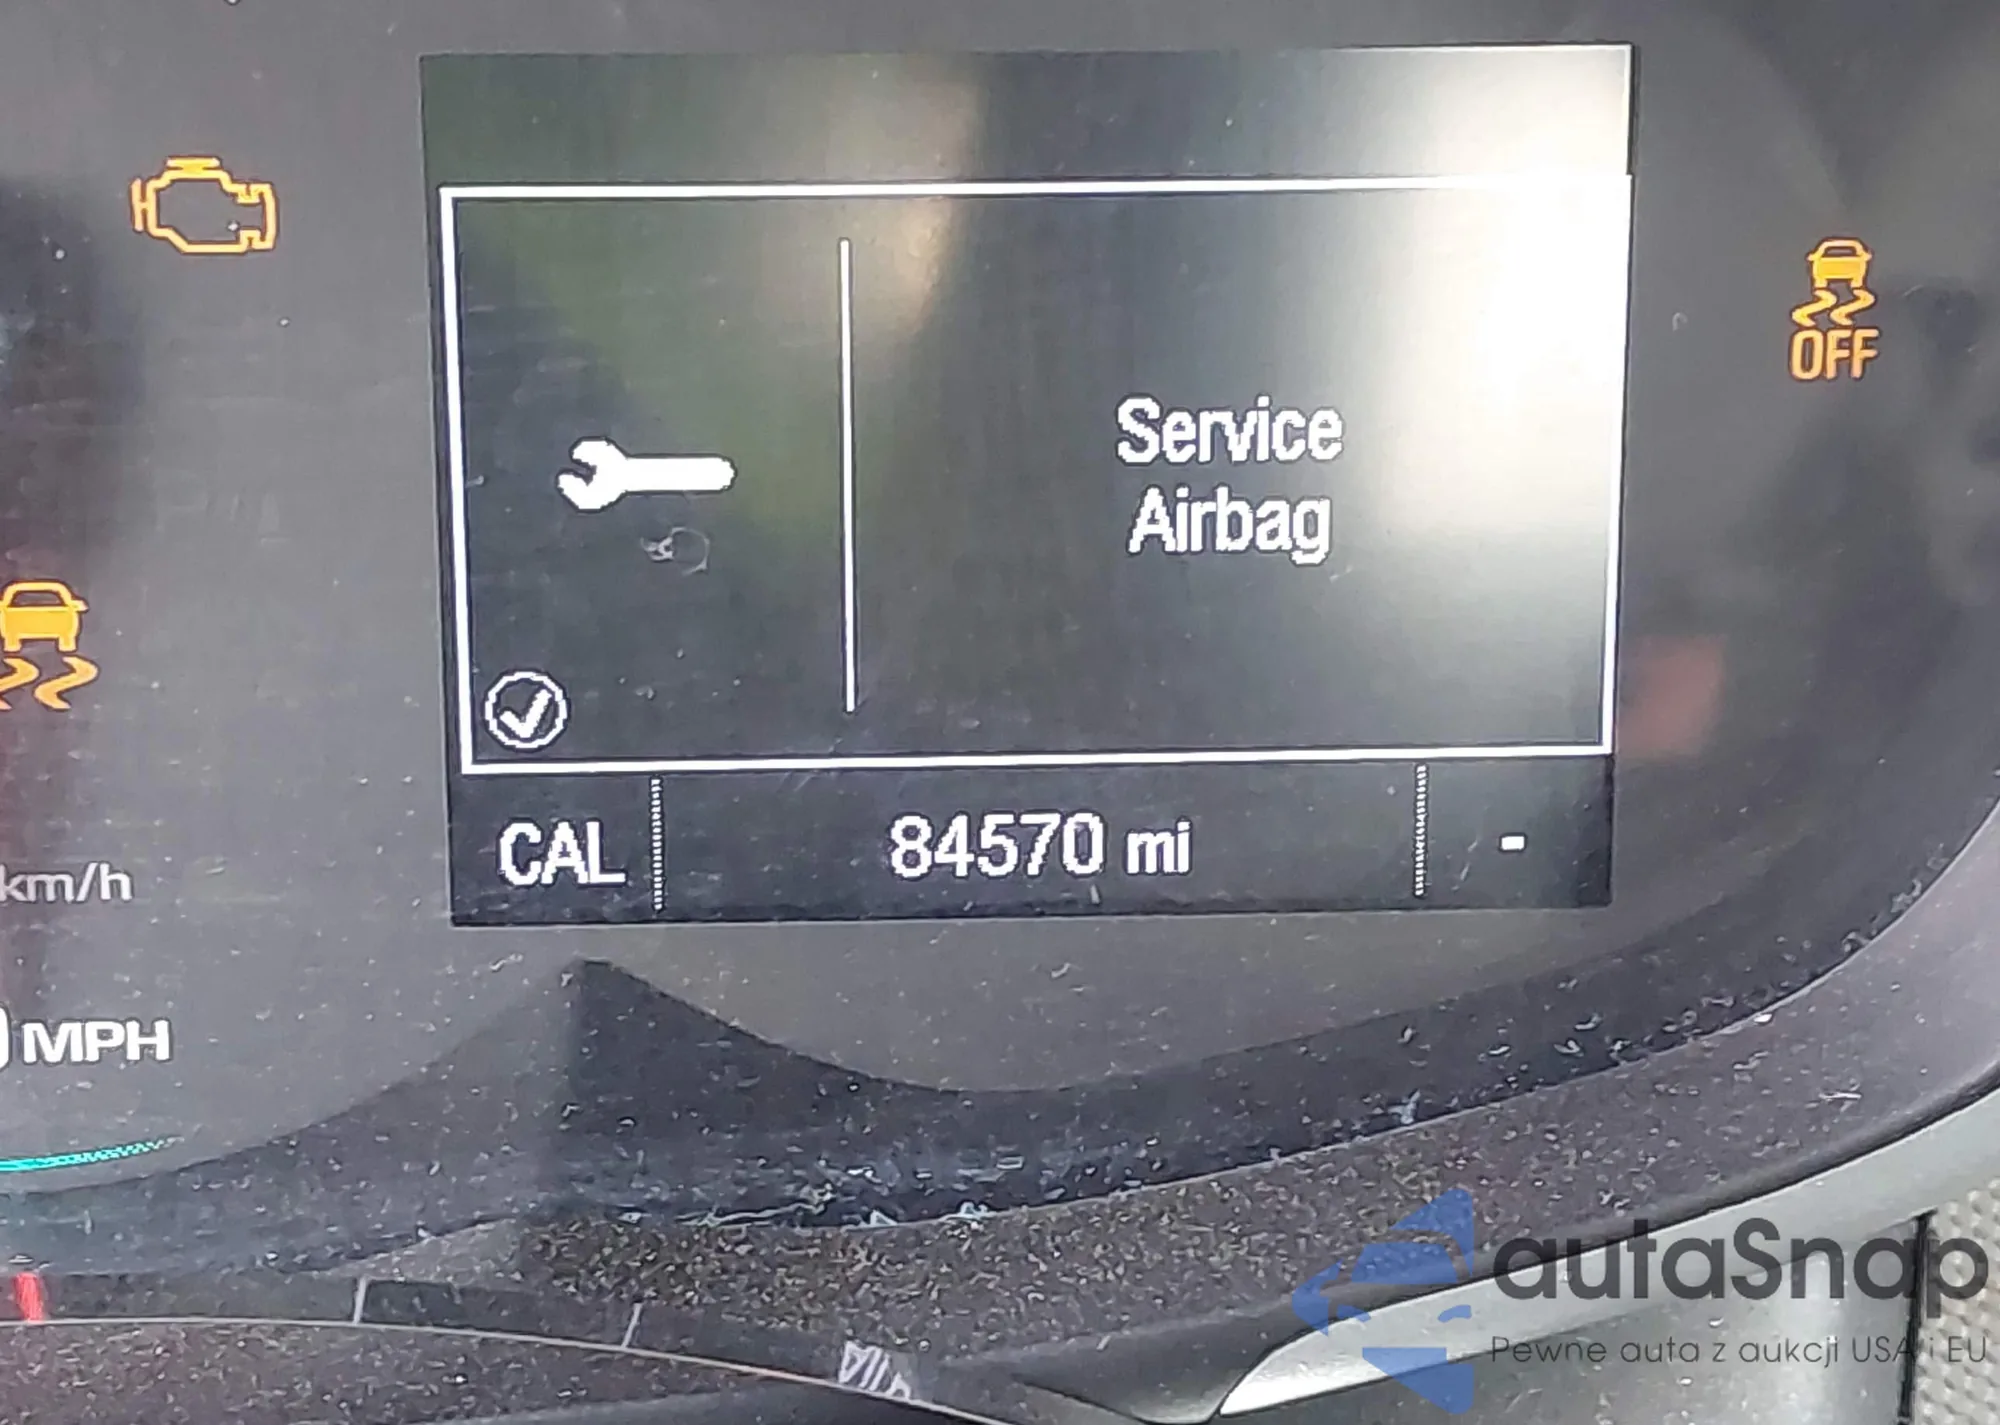 OFF
Service
Airbag
CAL
84570 mi
-
km/h
MPH
autaSnap
Pewne auta z aukcji USA i EU